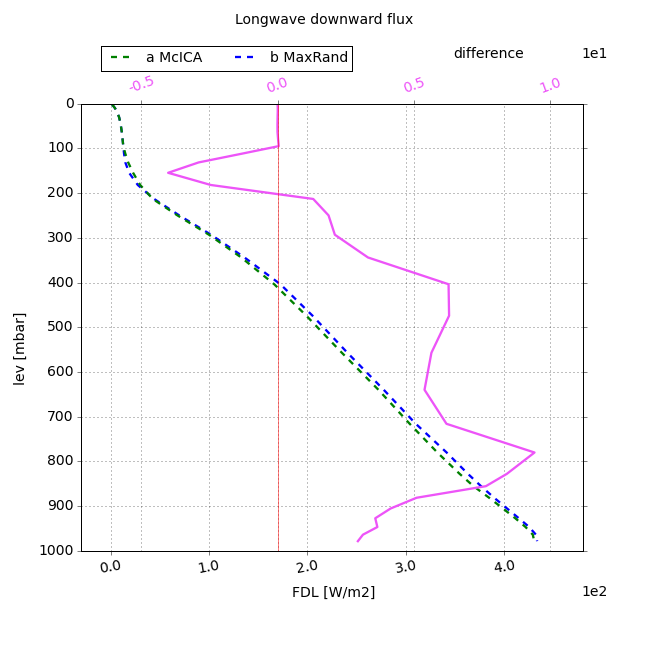 Longwave downward flux
a McICA b MaxRand difference 1e1
-0.5 0.0 0.5 1.0
0
100
200
300
400
500
600
700
800
900
1000
lev [mbar]
0.0 1.0 2.0 3.0 4.0
FDL [W/m2] 1e2